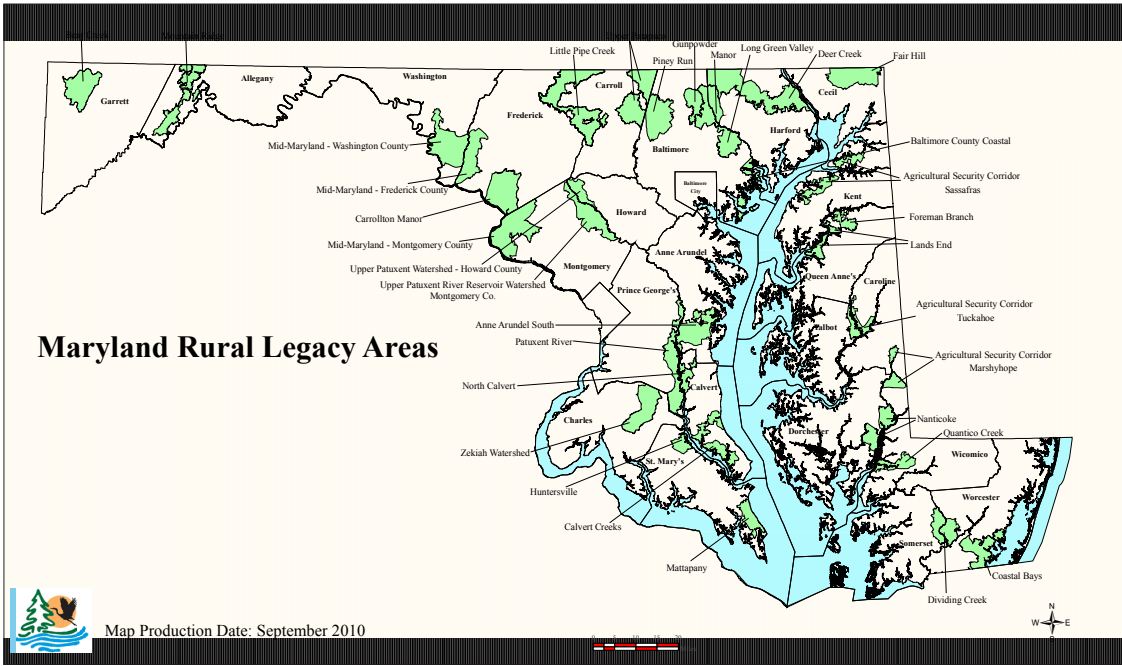 Bear Creek
Mountain Ridge
Upper Patapsco
Little Pipe Creek
Gunpowder
Manor
Long Green Valley
Deer Creek
Piney Run
Fair Hill
Garrett
Allegany
Washington
Frederick
Carroll
Baltimore
Harford
Cecil
Baltimore
City
Howard
Montgomery
Anne Arundel
Prince George's
Kent
Queen Anne's
Caroline
Talbot
Calvert
Charles
St. Mary's
Dorchester
Wicomico
Worcester
Somerset
Mid-Maryland - Washington County
Mid-Maryland - Frederick County
Carrollton Manor
Mid-Maryland - Montgomery County
Upper Patuxent Watershed - Howard County
Upper Patuxent River Reservoir Watershed
Montgomery Co.
Anne Arundel South
Patuxent River
North Calvert
Zekiah Watershed
Huntersville
Calvert Creeks
Mattapany
Baltimore County Coastal
Agricultural Security Corridor
Sassafras
Foreman Branch
Lands End
Agricultural Security Corridor
Tuckahoe
Agricultural Security Corridor
Marshyhope
Nanticoke
Quantico Creek
Coastal Bays
Dividing Creek
Maryland Rural Legacy Areas
Map Production Date: September 2010
N
W E